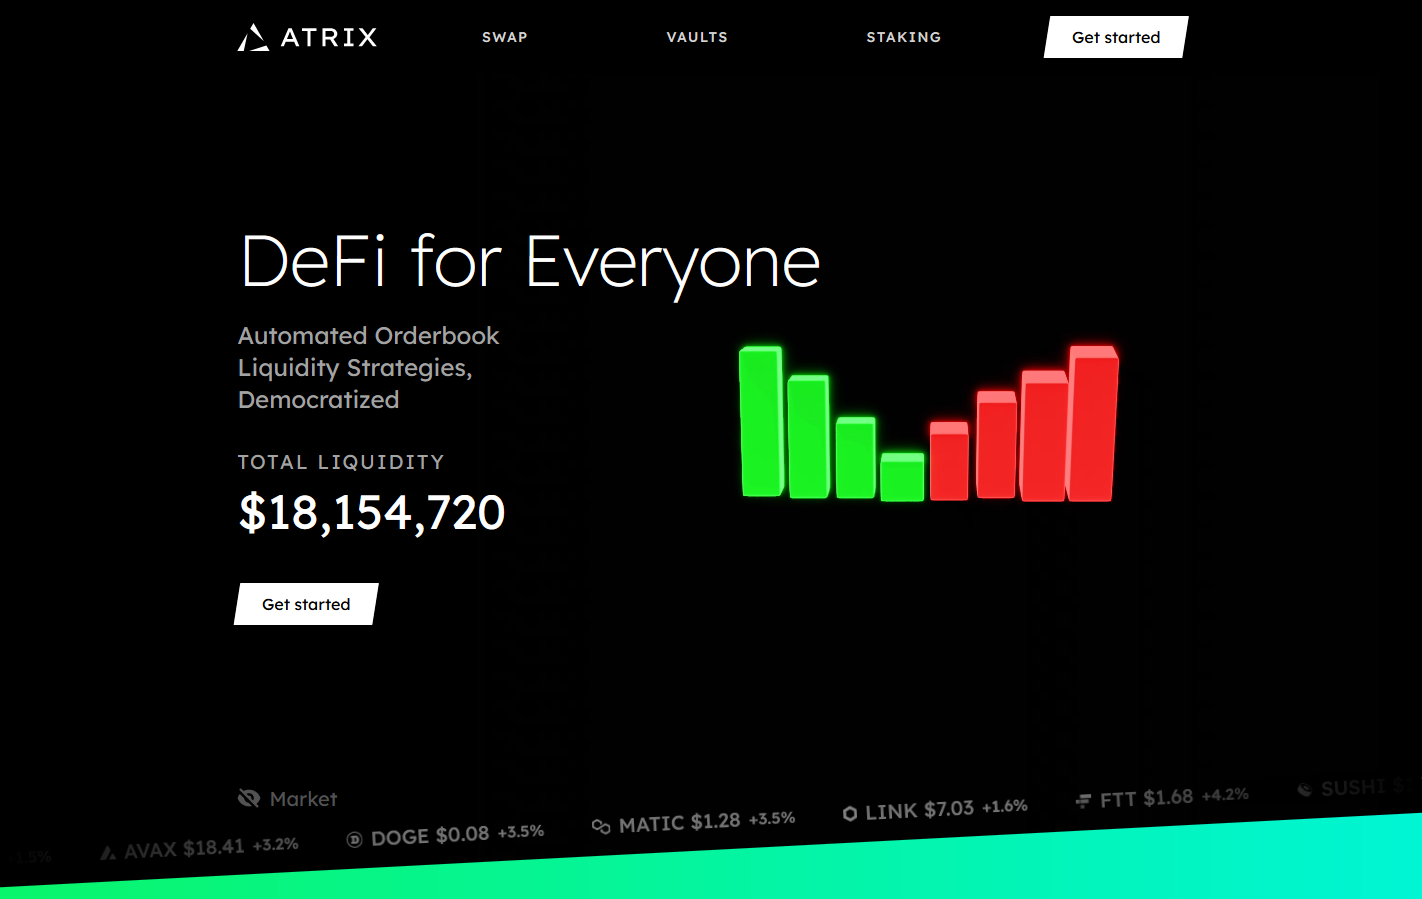 ATRIX
SWAP
VAULTS
STAKING
Get started
DeFi for Everyone
Automated Orderbook
Liquidity Strategies,
Democratized
TOTAL LIQUIDITY
$18,154,720
Get started
Market
1.5%
AVAX $18.41 +3.2%
DOGE $0.08 +3.5%
MATIC $1.28 +3.5%
LINK $7.03 +1.6%
FTT $1.68 +4.2%
SUSHI